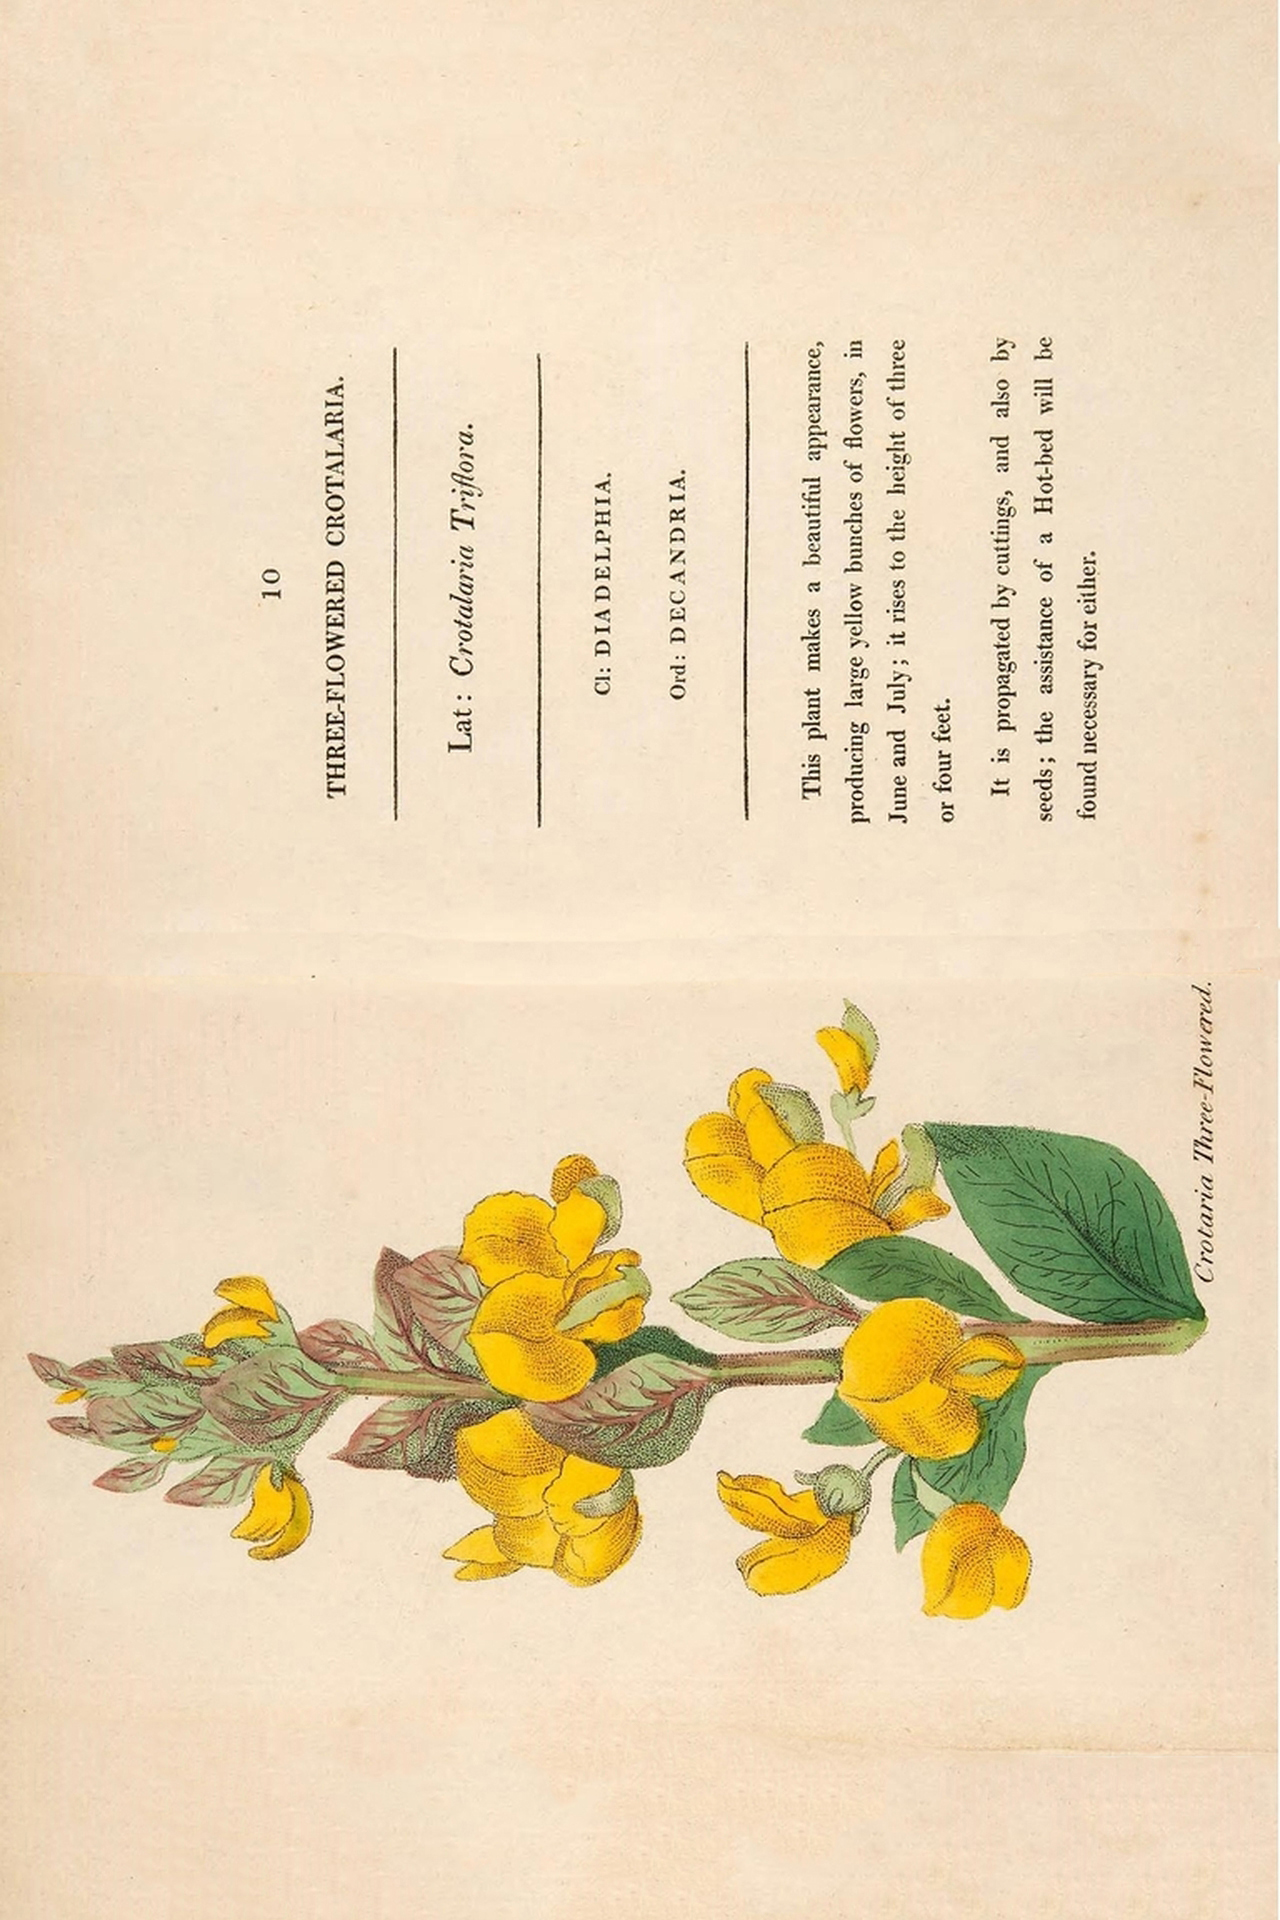 10
THREE-FLOWERED CROTALARIA.
Lat: Crotalaria Triflora.
Cl: DIADELPHIA.
Ord: DECANDRIA.
This plant makes a beautiful appearance,
producing large yellow bunches of flowers, in
June and July; it rises to the height of three
or four feet.
It is propagated by cuttings, and also by
seeds; the assistance of a Hot-bed will be
found necessary for either.
Crotaria Three-Flowered.